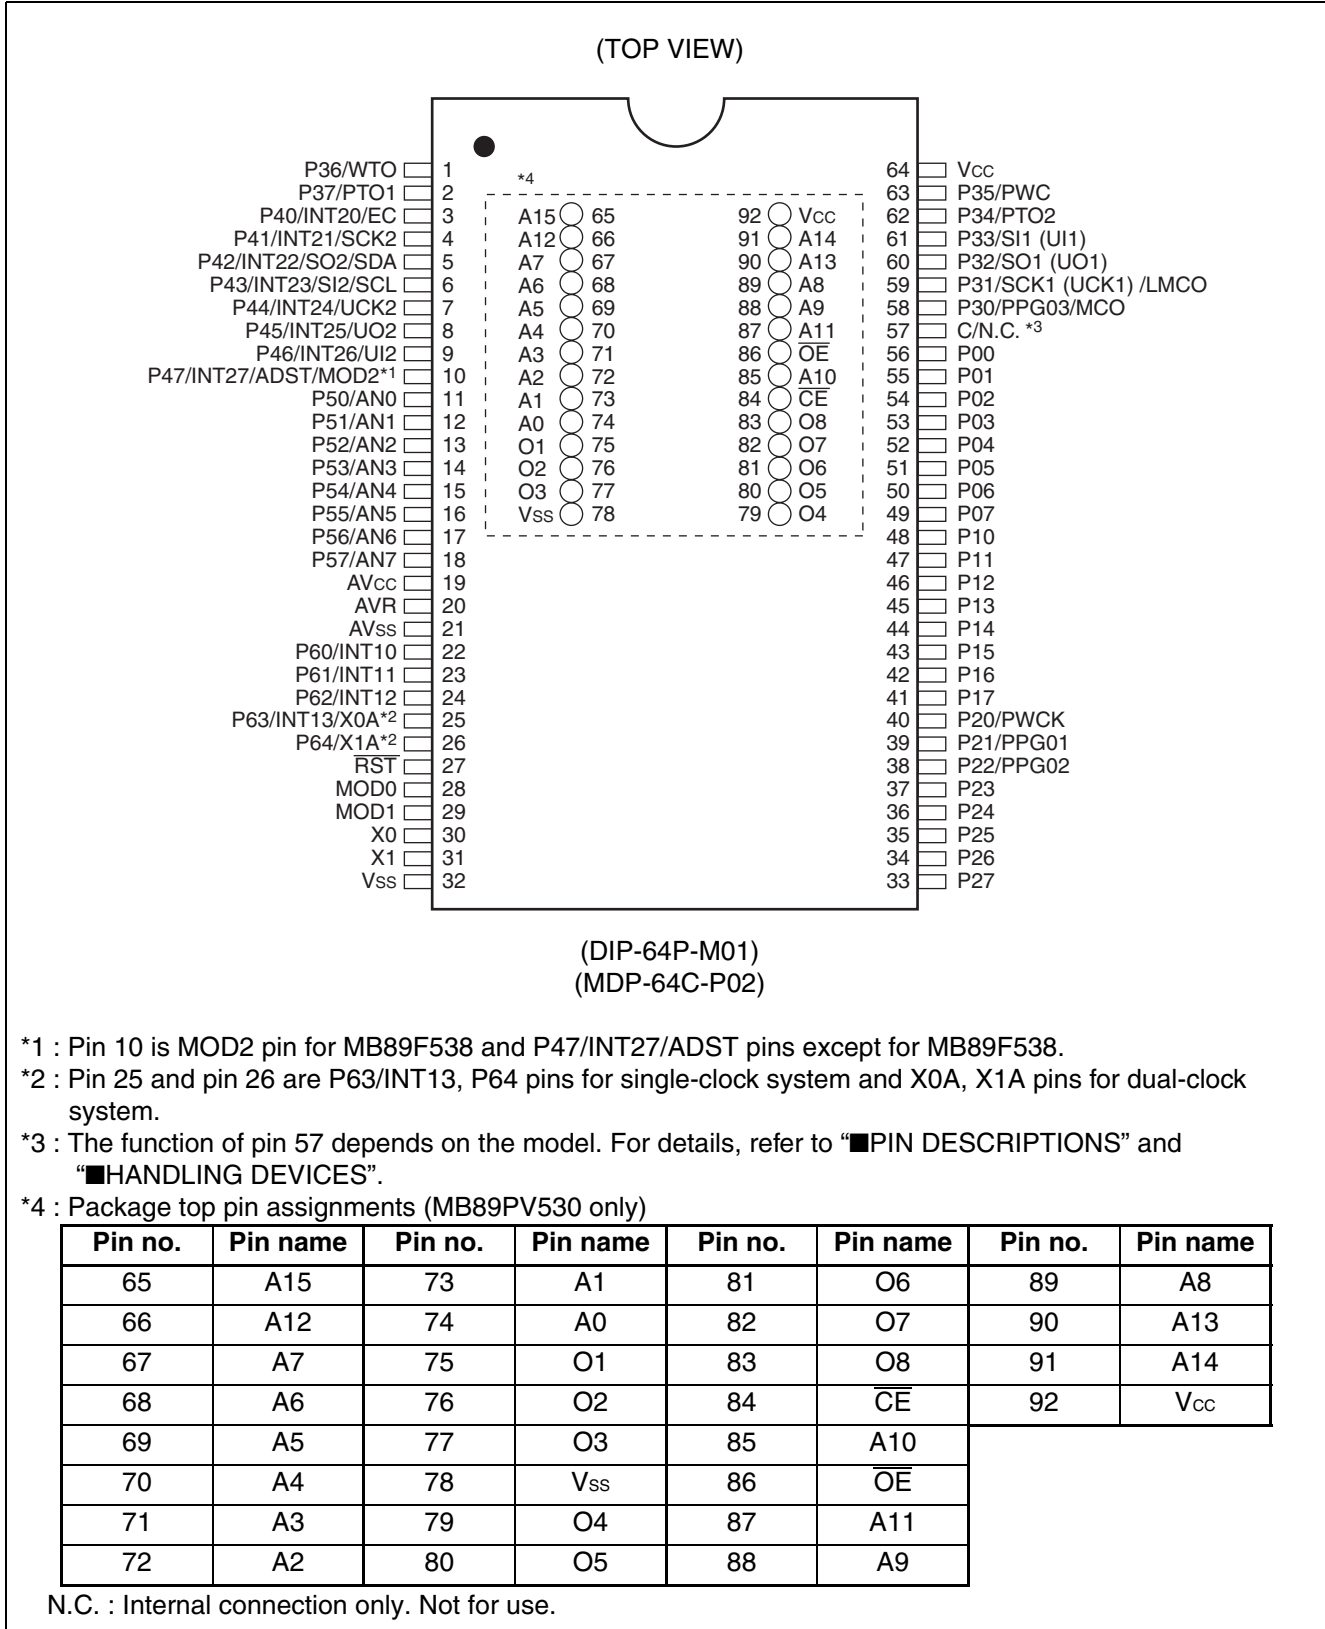 (TOP VIEW)
P36/WTO 1 64 Vcc
*4
P37/PTO1 2 63 P35/PWC
P40/INT20/EC 3 A15 65 92 Vcc 62 P34/PTO2
P41/INT21/SCK2 4 A12 66 91 A14 61 P33/SI1 (UI1)
P42/INT22/SO2/SDA 5 A7 67 90 A13 60 P32/SO1 (UO1)
P43/INT23/SI2/SCL 6 A6 68 89 A8 59 P31/SCK1 (UCK1) /LMCO
P44/INT24/UCK2 7 A5 69 88 A9 58 P30/PPG03/MCO
P45/INT25/UO2 8 A4 70 87 A11 57 C/N.C. *3
P46/INT26/UI2 9 A3 71 86 O̅E̅ 56 P00
P47/INT27/ADST/MOD2*1 10 A2 72 85 A10 55 P01
P50/AN0 11 A1 73 84 C̅E̅ 54 P02
P51/AN1 12 A0 74 83 O8 53 P03
P52/AN2 13 O1 75 82 O7 52 P04
P53/AN3 14 O2 76 81 O6 51 P05
P54/AN4 15 O3 77 80 O5 50 P06
P55/AN5 16 Vss 78 79 O4 49 P07
P56/AN6 17 48 P10
P57/AN7 18 47 P11
AVcc 19 46 P12
AVR 20 45 P13
AVss 21 44 P14
P60/INT10 22 43 P15
P61/INT11 23 42 P16
P62/INT12 24 41 P17
P63/INT13/X0A*2 25 40 P20/PWCK
P64/X1A*2 26 39 P21/PPG01
R̅S̅T̅ 27 38 P22/PPG02
MOD0 28 37 P23
MOD1 29 36 P24
X0 30 35 P25
X1 31 34 P26
Vss 32 33 P27
(DIP-64P-M01)
(MDP-64C-P02)
*1 : Pin 10 is MOD2 pin for MB89F538 and P47/INT27/ADST pins except for MB89F538.
*2 : Pin 25 and pin 26 are P63/INT13, P64 pins for single-clock system and X0A, X1A pins for dual-clock
system.
*3 : The function of pin 57 depends on the model. For details, refer to “■PIN DESCRIPTIONS” and
“■HANDLING DEVICES”.
*4 : Package top pin assignments (MB89PV530 only)
Pin no. Pin name Pin no. Pin name Pin no. Pin name Pin no. Pin name
65 A15 73 A1 81 O6 89 A8
66 A12 74 A0 82 O7 90 A13
67 A7 75 O1 83 O8 91 A14
68 A6 76 O2 84 C̅E̅ 92 Vcc
69 A5 77 O3 85 A10
70 A4 78 Vss 86 O̅E̅
71 A3 79 O4 87 A11
72 A2 80 O5 88 A9
N.C. : Internal connection only. Not for use.